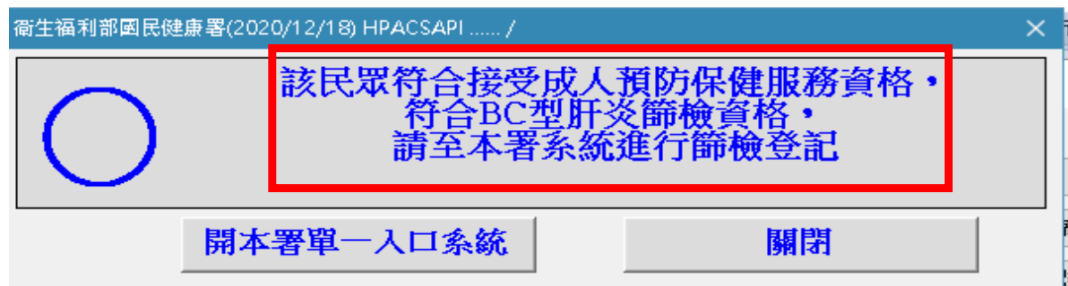 衛生福利部國民健康署(2020/12/18) HPACSAPI ...... /
該民眾符合接受成人預防保健服務資格，
符合BC型肝炎篩檢資格，
請至本署系統進行篩檢登記
開本署單一入口系統
關閉